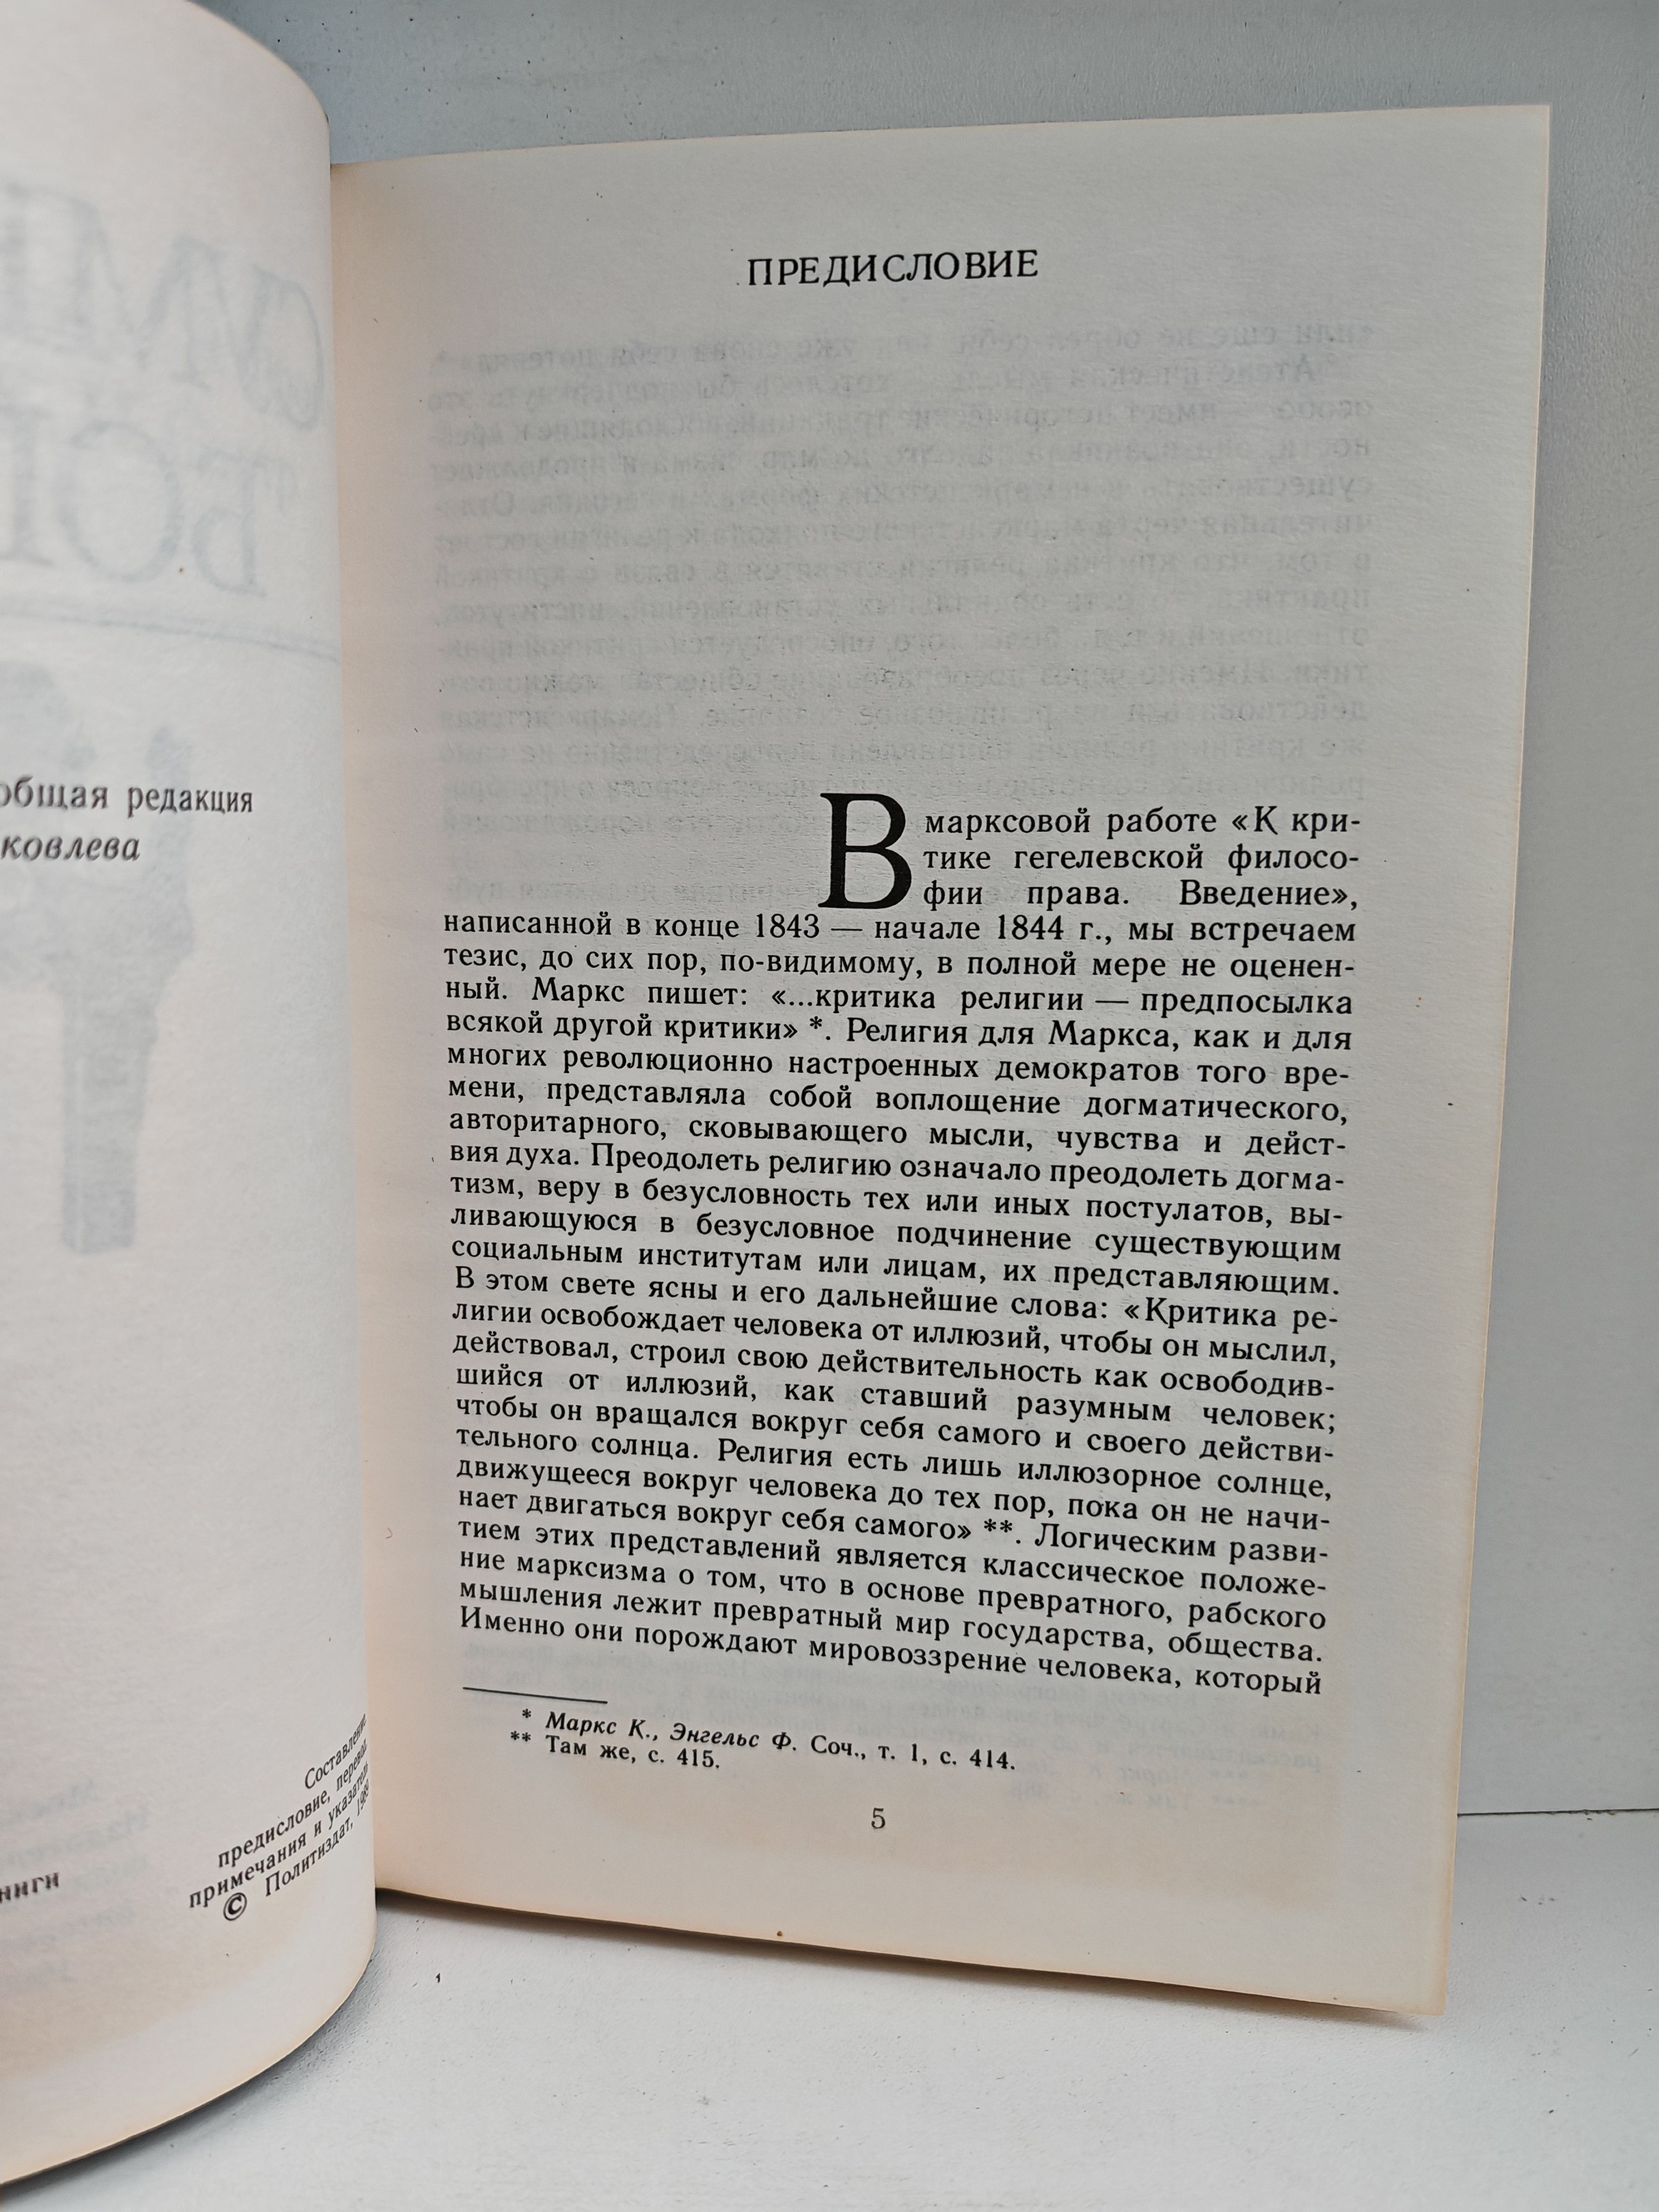 общая редакция
ковлева
Составление,
предисловие, перевод,
примечания и указатель
© Политиздат,
ниги
ПРЕДИСЛОВИЕ
В марксовой работе «К кри-
тике гегелевской филосо-
фии права. Введение»,
написанной в конце 1843 — начале 1844 г., мы встречаем
тезис, до сих пор, по-видимому, в полной мере не оценен-
ный. Маркс пишет: «...критика религии — предпосылка
всякой другой критики» *. Религия для Маркса, как и для
многих революционно настроенных демократов того вре-
мени, представляла собой воплощение догматического,
авторитарного, сковывающего мысли, чувства и дейст-
вия духа. Преодолеть религию означало преодолеть догма-
тизм, веру в безусловность тех или иных постулатов, вы-
ливающуюся в безусловное подчинение существующим
социальным институтам или лицам, их представляющим.
В этом свете ясны и его дальнейшие слова: «Критика ре-
лигии освобождает человека от иллюзий, чтобы он мыслил,
действовал, строил свою действительность как освободив-
шийся от иллюзий, как ставший разумным человек;
чтобы он вращался вокруг себя самого и своего действи-
тельного солнца. Религия есть лишь иллюзорное солнце,
движущееся вокруг человека до тех пор, пока он не начи-
нает двигаться вокруг себя самого» **. Логическим разви-
тием этих представлений является классическое положе-
ние марксизма о том, что в основе превратного, рабского
мышления лежит превратный мир государства, общества.
Именно они порождают мировоззрение человека, который
* Маркс К., Энгельс Ф. Соч., т. 1, с. 414.
** Там же, с. 415.
5